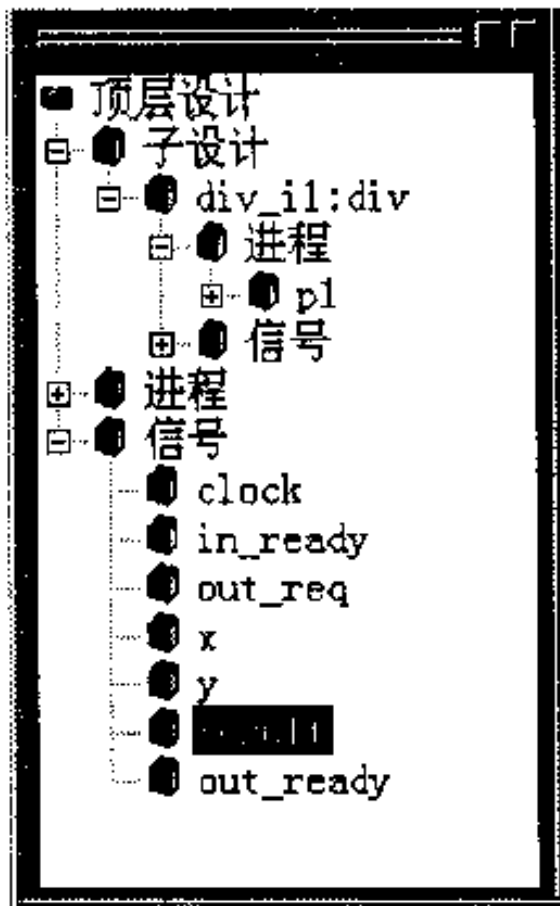 顶层设计
子设计
div_i1:div
进程
p1
信号
进程
信号
clock
in_ready
out_req
x
y
out_ready